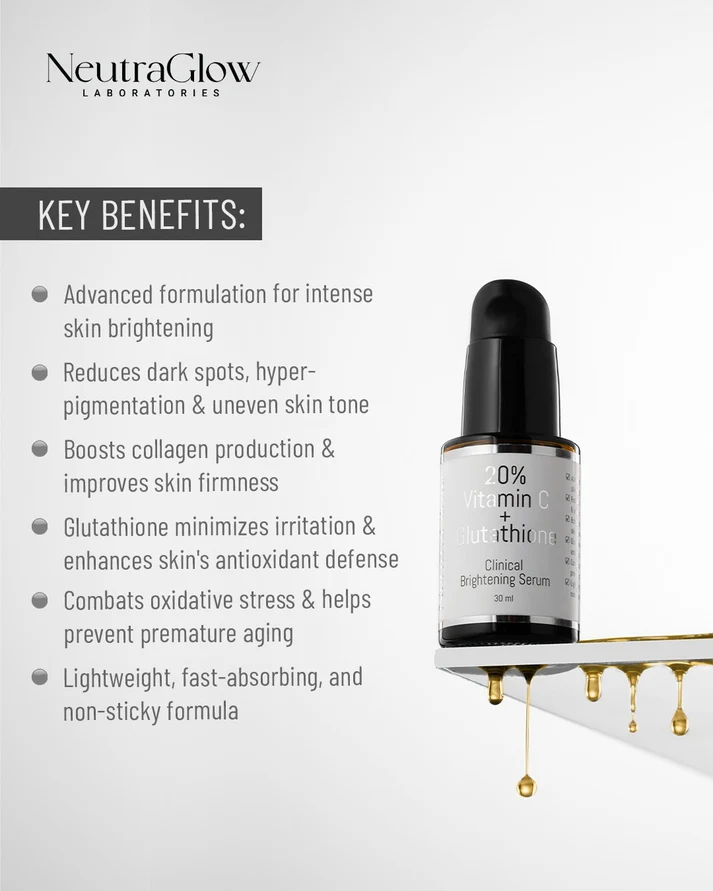 NeutraGlow
LABORATORIES
KEY BENEFITS:
Advanced formulation for intense
skin brightening
Reduces dark spots, hyper-
pigmentation & uneven skin tone
Boosts collagen production &
improves skin firmness
Glutathione minimizes irritation &
enhances skin's antioxidant defense
Combats oxidative stress & helps
prevent premature aging
Lightweight, fast-absorbing, and
non-sticky formula
20%
Vitamin C
+
Glutathione
Clinical
Brightening Serum
30 ml